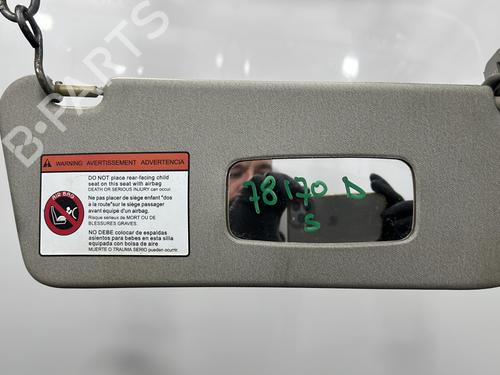 B-PARTS
WARNING AVERTISSEMENT ADVERTENCIA
AIR BAG
DO NOT place rear-facing child
seat on this seat with airbag
DEATH OR SERIOUS INJURY can occur.
Ne pas placer de siége enfant "dos
a la route"sur le siège passager
avant équipé d'un airbag.
Risque serieux de MORT OU DE
BLESSURES GRAVES.
NO DEBE colocar de espaldas
asientos para bebes en esta silla
equipada con bolsa de aire
MUERTE O TRAUMA SERIO pueden ocurrir.
78170 D
S